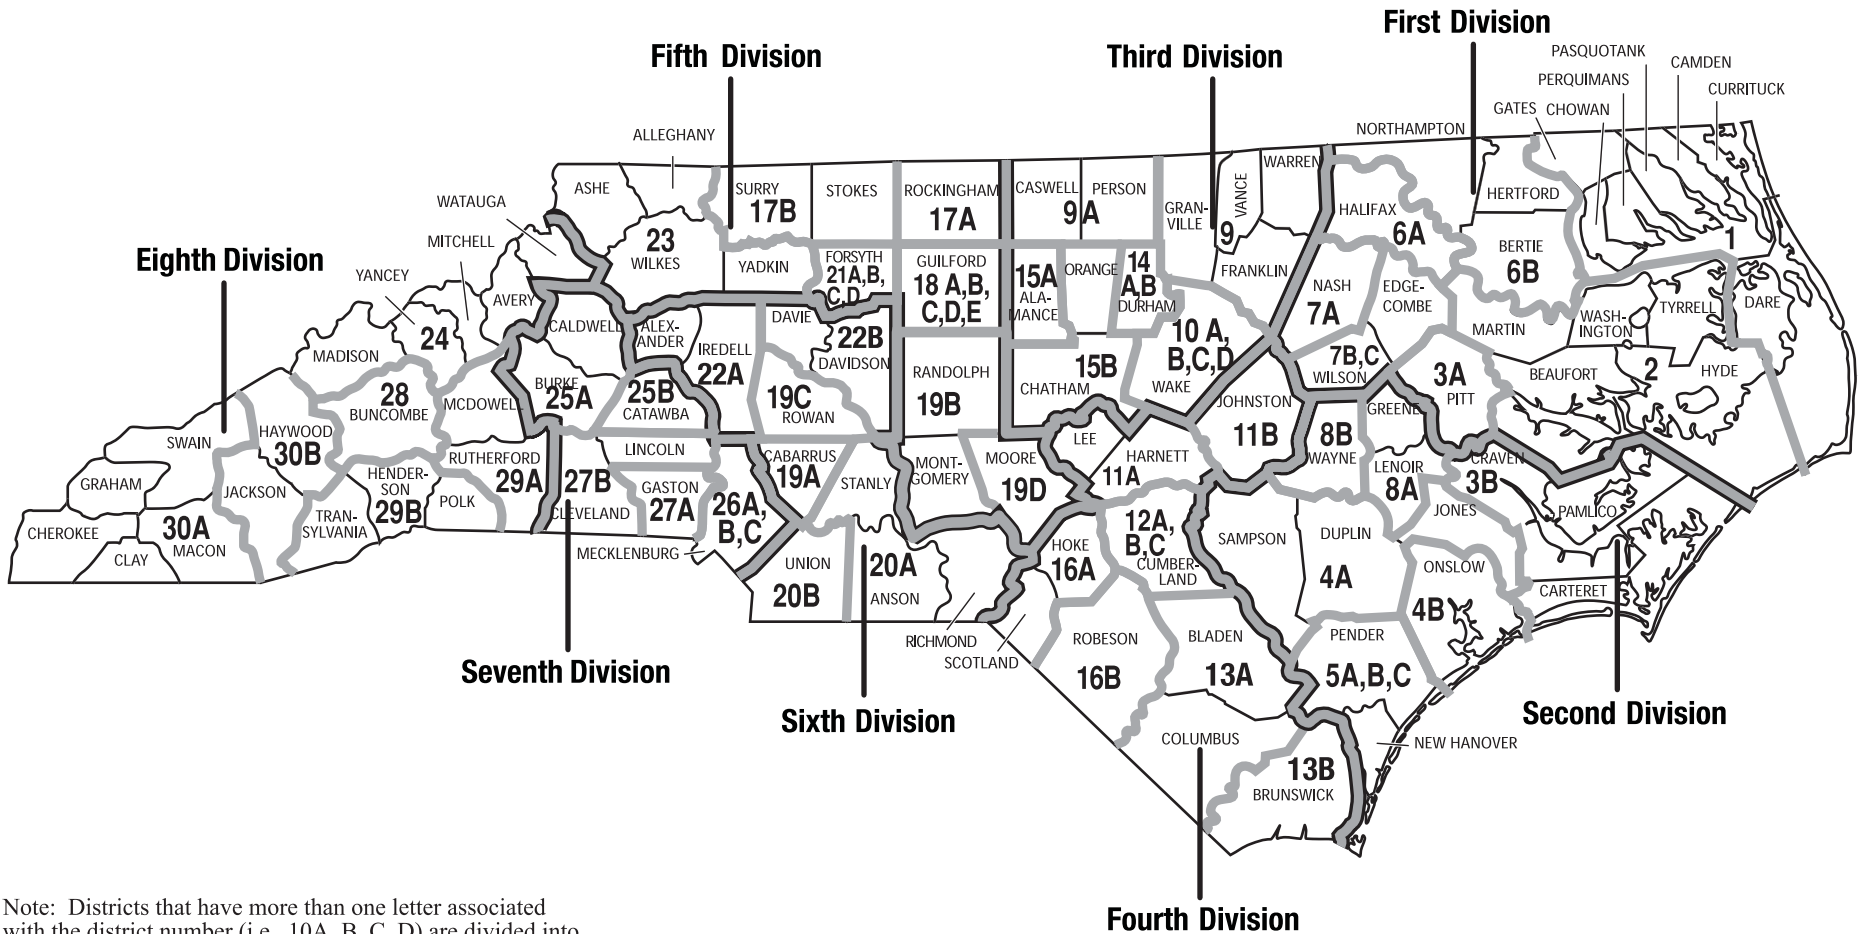 First Division
Fifth Division
Third Division
PASQUOTANK
CAMDEN
PERQUIMANS
CURRITUCK
GATES
CHOWAN
NORTHAMPTON
ALLEGHANY
WARREN
ASHE
SURRY
17B
STOKES
ROCKINGHAM
17A
CASWELL
PERSON
9A
GRAN-
VILLE
VANCE
9
HERTFORD
HALIFAX
6A
WATAUGA
MITCHELL
Eighth Division
YANCEY
23
WILKES
YADKIN
FORSYTH
21A,B,
C,D
GUILFORD
18 A,B,
C,D,E
15A
ALA-
MANCE
ORANGE
14
A,B
DURHAM
FRANKLIN
NASH
7A
EDGE-
COMBE
BERTIE
6B
1
AVERY
CALDWELL
ALEX-
ANDER
IREDELL
22A
DAVIE
22B
DAVIDSON
10 A,
B,C,D
WAKE
7B,C
WILSON
MARTIN
WASH-
INGTON
TYRRELL
DARE
24
MADISON
28
BUNCOMBE
MCDOWELL
BURKE
25A
25B
CATAWBA
19C
ROWAN
RANDOLPH
19B
CHATHAM
15B
JOHNSTON
11B
GREENE
3A
PITT
BEAUFORT
2
HYDE
SWAIN
HAYWOOD
30B
RUTHERFORD
29A
LINCOLN
CABARRUS
19A
STANLY
MONT-
GOMERY
MOORE
19D
LEE
HARNETT
11A
8B
WAYNE
LENOIR
8A
CRAVEN
3B
GRAHAM
JACKSON
HENDER-
SON
29B
POLK
27B
CLEVELAND
GASTON
27A
26A,
B,C
MECKLENBURG
CHEROKEE
CLAY
30A
MACON
TRAN-
SYLVANIA
UNION
20B
20A
ANSON
RICHMOND
SCOTLAND
HOKE
16A
12A,
B,C
CUMBER-
LAND
SAMPSON
DUPLIN
4A
JONES
PAMLICO
ONSLOW
4B
CARTERET
ROBESON
16B
BLADEN
13A
PENDER
5A,B,C
Seventh Division
Sixth Division
Second Division
COLUMBUS
NEW HANOVER
13B
BRUNSWICK
Fourth Division
Note: Districts that have more than one letter associated
with the district number (i.e., 10A, B, C, D) are divided into